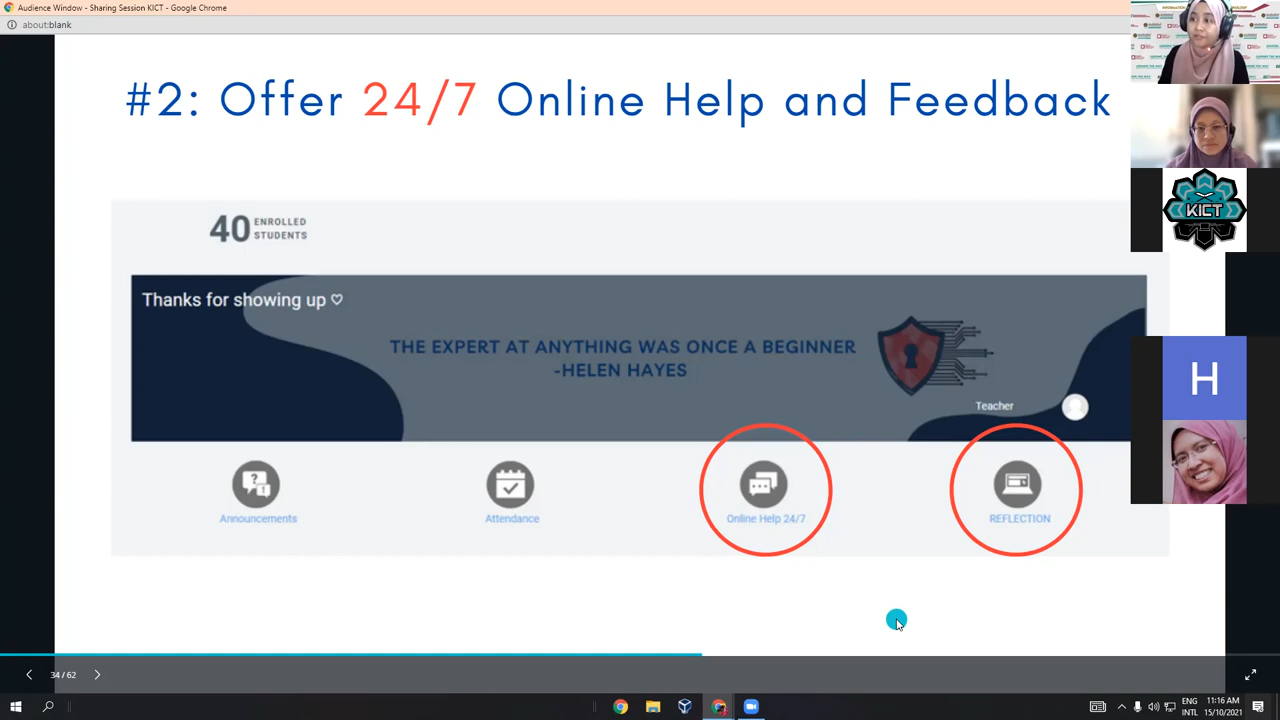 Audience Window - Sharing Session KICT - Google Chrome
about:blank
#2: Offer 24/7 Online Help and Feedback
40 ENROLLED
STUDENTS
Thanks for showing up ♡
THE EXPERT AT ANYTHING WAS ONCE A BEGINNER
-HELEN HAYES
Teacher
Announcements
Attendance
Online Help 24/7
REFLECTION
KICT
H
34 / 62
ENG
INTL
11:16 AM
15/10/2021